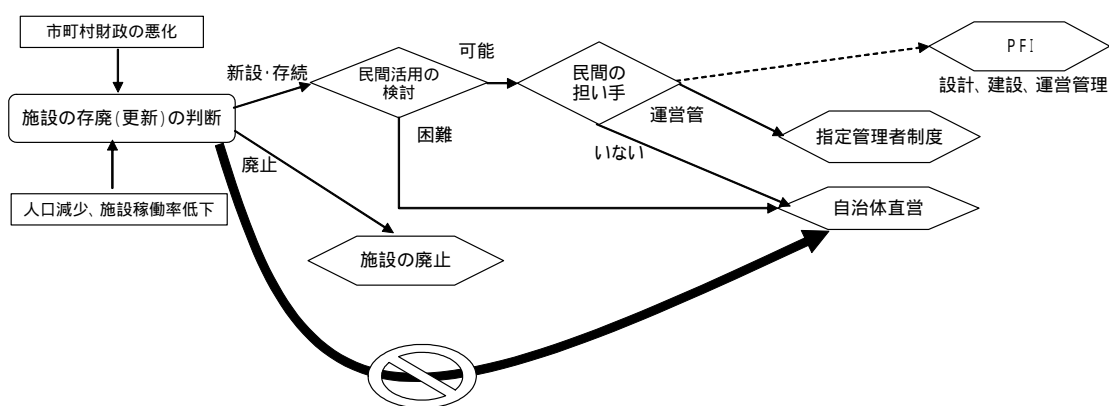 市町村財政の悪化
施設の存廃(更新)の判断
人口減少、施設稼働率低下
新設・存続
廃止
施設の廃止
民間活用の
検討
可能
困難
民間の
担い手
運営管
いない
PFI
設計、建設、運営管理
指定管理者制度
自治体直営